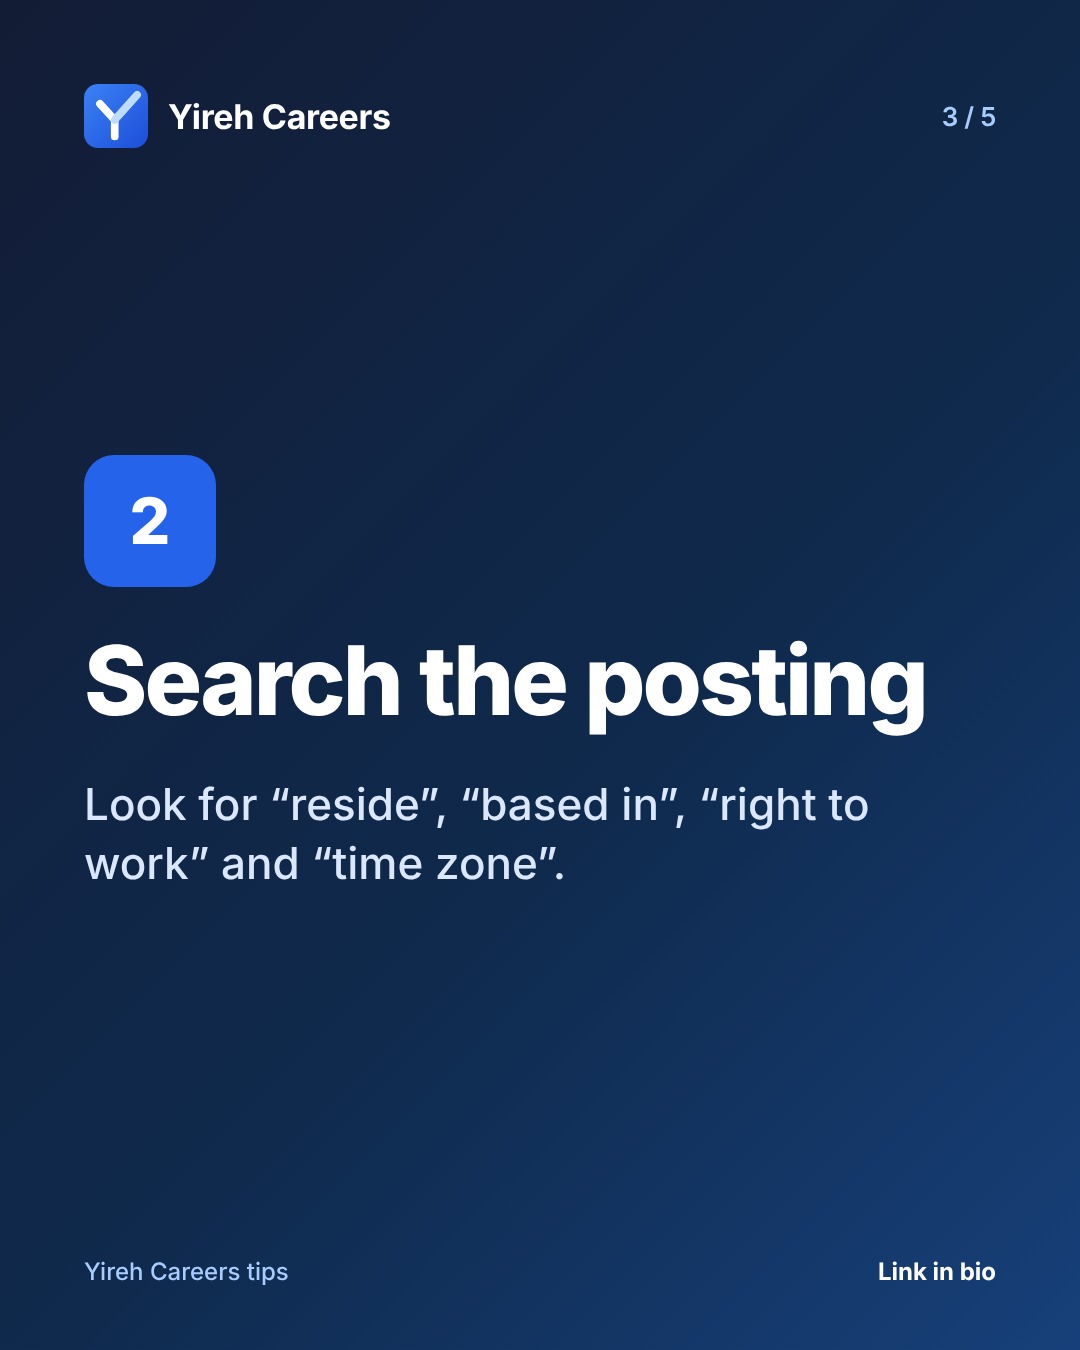 Yireh Careers
3 / 5
2
Search the posting
Look for “reside”, “based in”, “right to
work” and “time zone”.
Yireh Careers tips
Link in bio